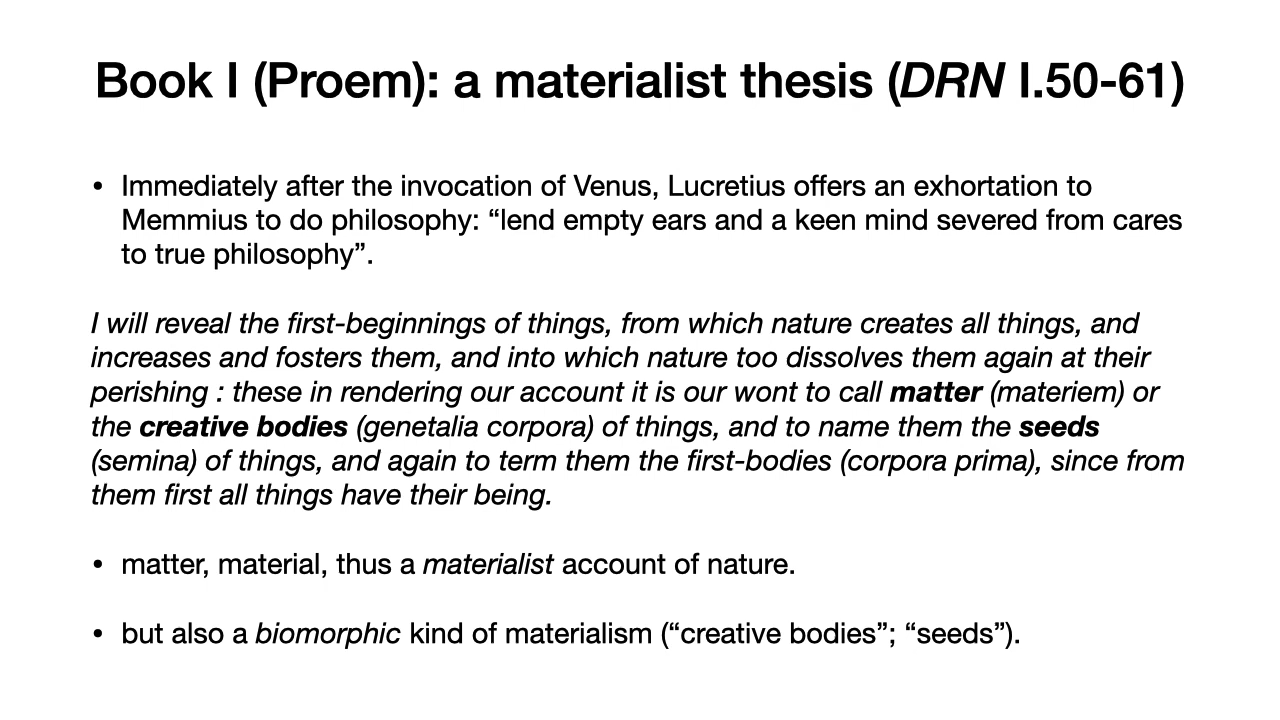 Book I (Proem): a materialist thesis (DRN I.50-61)
• Immediately after the invocation of Venus, Lucretius offers an exhortation to
Memmius to do philosophy: “lend empty ears and a keen mind severed from cares
to true philosophy”.
I will reveal the first-beginnings of things, from which nature creates all things, and
increases and fosters them, and into which nature too dissolves them again at their
perishing : these in rendering our account it is our wont to call matter (materiem) or
the creative bodies (genetalia corpora) of things, and to name them the seeds
(semina) of things, and again to term them the first-bodies (corpora prima), since from
them first all things have their being.
• matter, material, thus a materialist account of nature.
• but also a biomorphic kind of materialism (“creative bodies”; “seeds”).